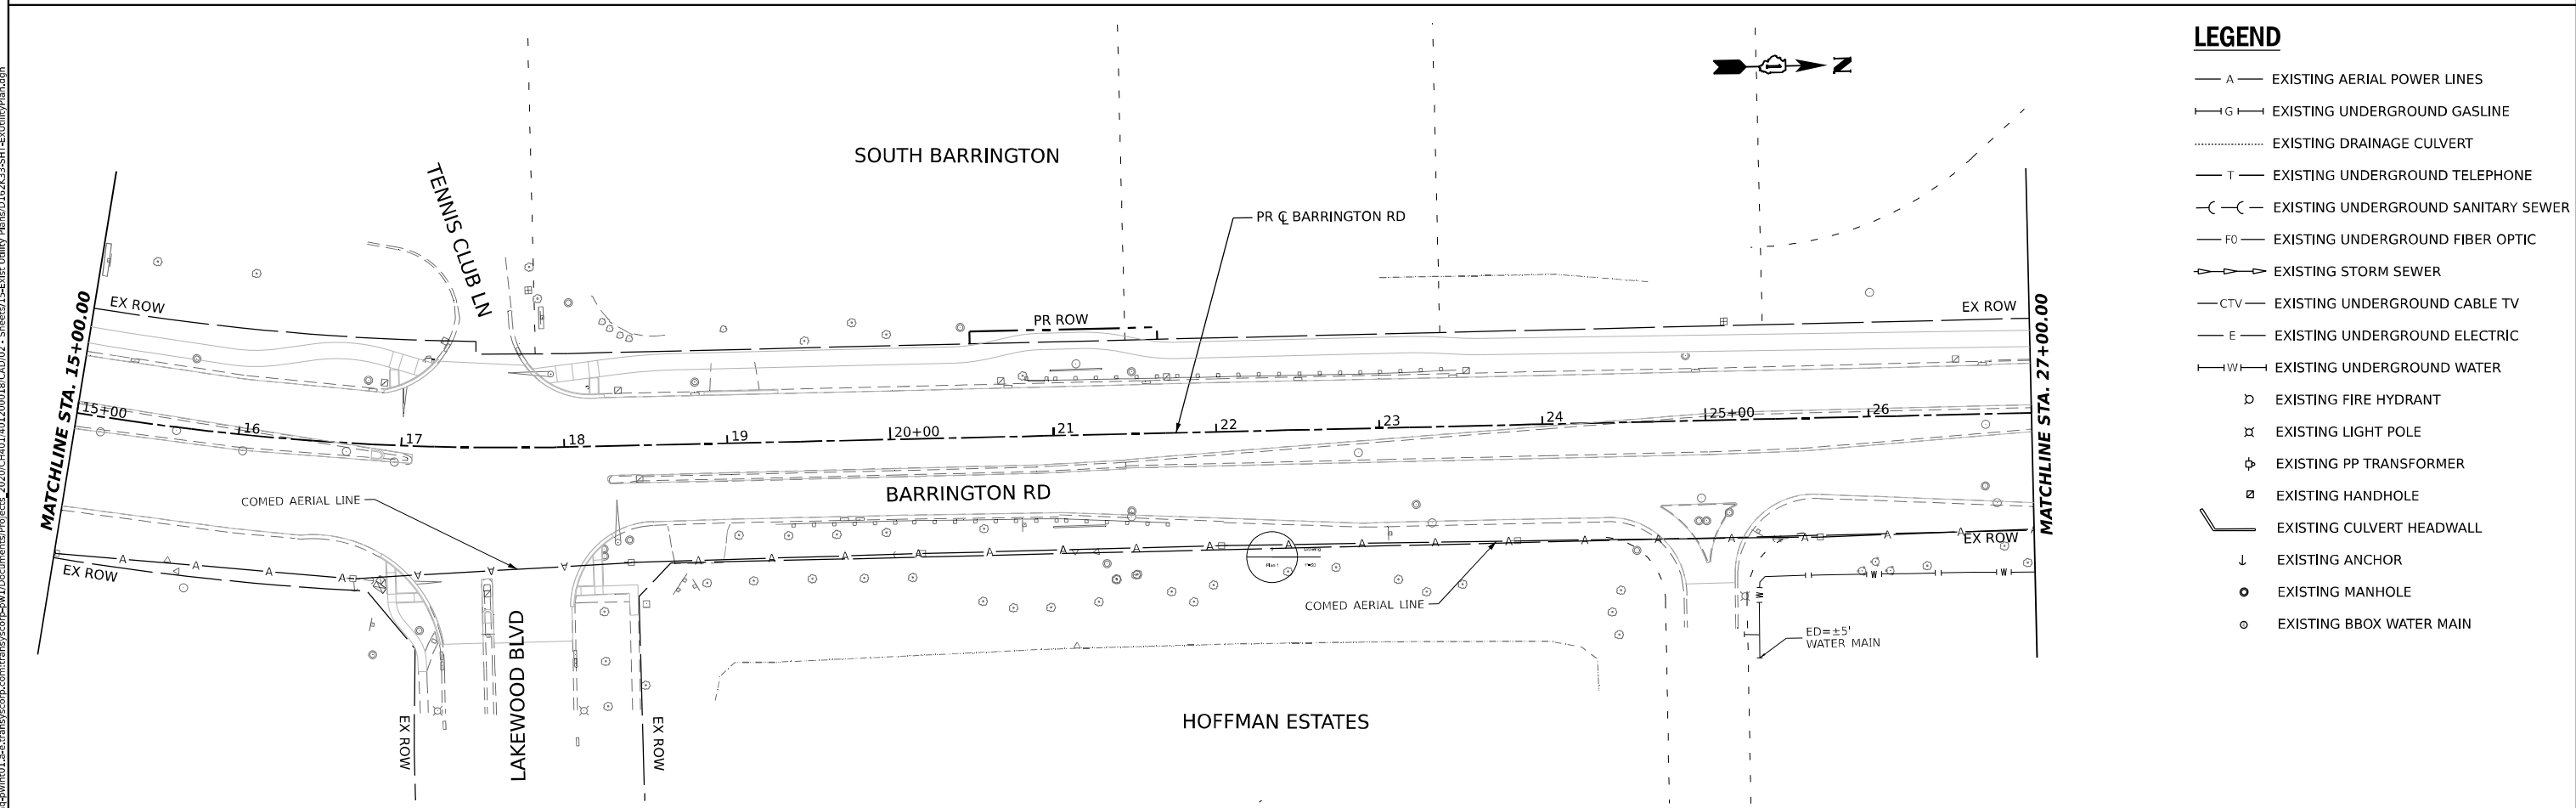 LEGEND
A EXISTING AERIAL POWER LINES
G EXISTING UNDERGROUND GASLINE
EXISTING DRAINAGE CULVERT
T EXISTING UNDERGROUND TELEPHONE
EXISTING UNDERGROUND SANITARY SEWER
FO EXISTING UNDERGROUND FIBER OPTIC
EXISTING STORM SEWER
CTV EXISTING UNDERGROUND CABLE TV
E EXISTING UNDERGROUND ELECTRIC
W EXISTING UNDERGROUND WATER
EXISTING FIRE HYDRANT
EXISTING LIGHT POLE
EXISTING PP TRANSFORMER
EXISTING HANDHOLE
EXISTING CULVERT HEADWALL
EXISTING ANCHOR
EXISTING MANHOLE
EXISTING BBOX WATER MAIN
N
SOUTH BARRINGTON
TENNIS CLUB LN
PR ℄ BARRINGTON RD
MATCHLINE STA. 15+00.00
EX ROW
PR ROW
EX ROW
MATCHLINE STA. 27+00.00
15+00
16
17
18
19
20+00
21
22
23
24
25+00
26
COMED AERIAL LINE
BARRINGTON RD
A A A A A A A A A A A A A A A A A A A A A A A A A
EX ROW
EX ROW
COMED AERIAL LINE
W W
W
ED=±5'
WATER MAIN
LAKEWOOD BLVD
EX ROW
EX ROW
HOFFMAN ESTATES